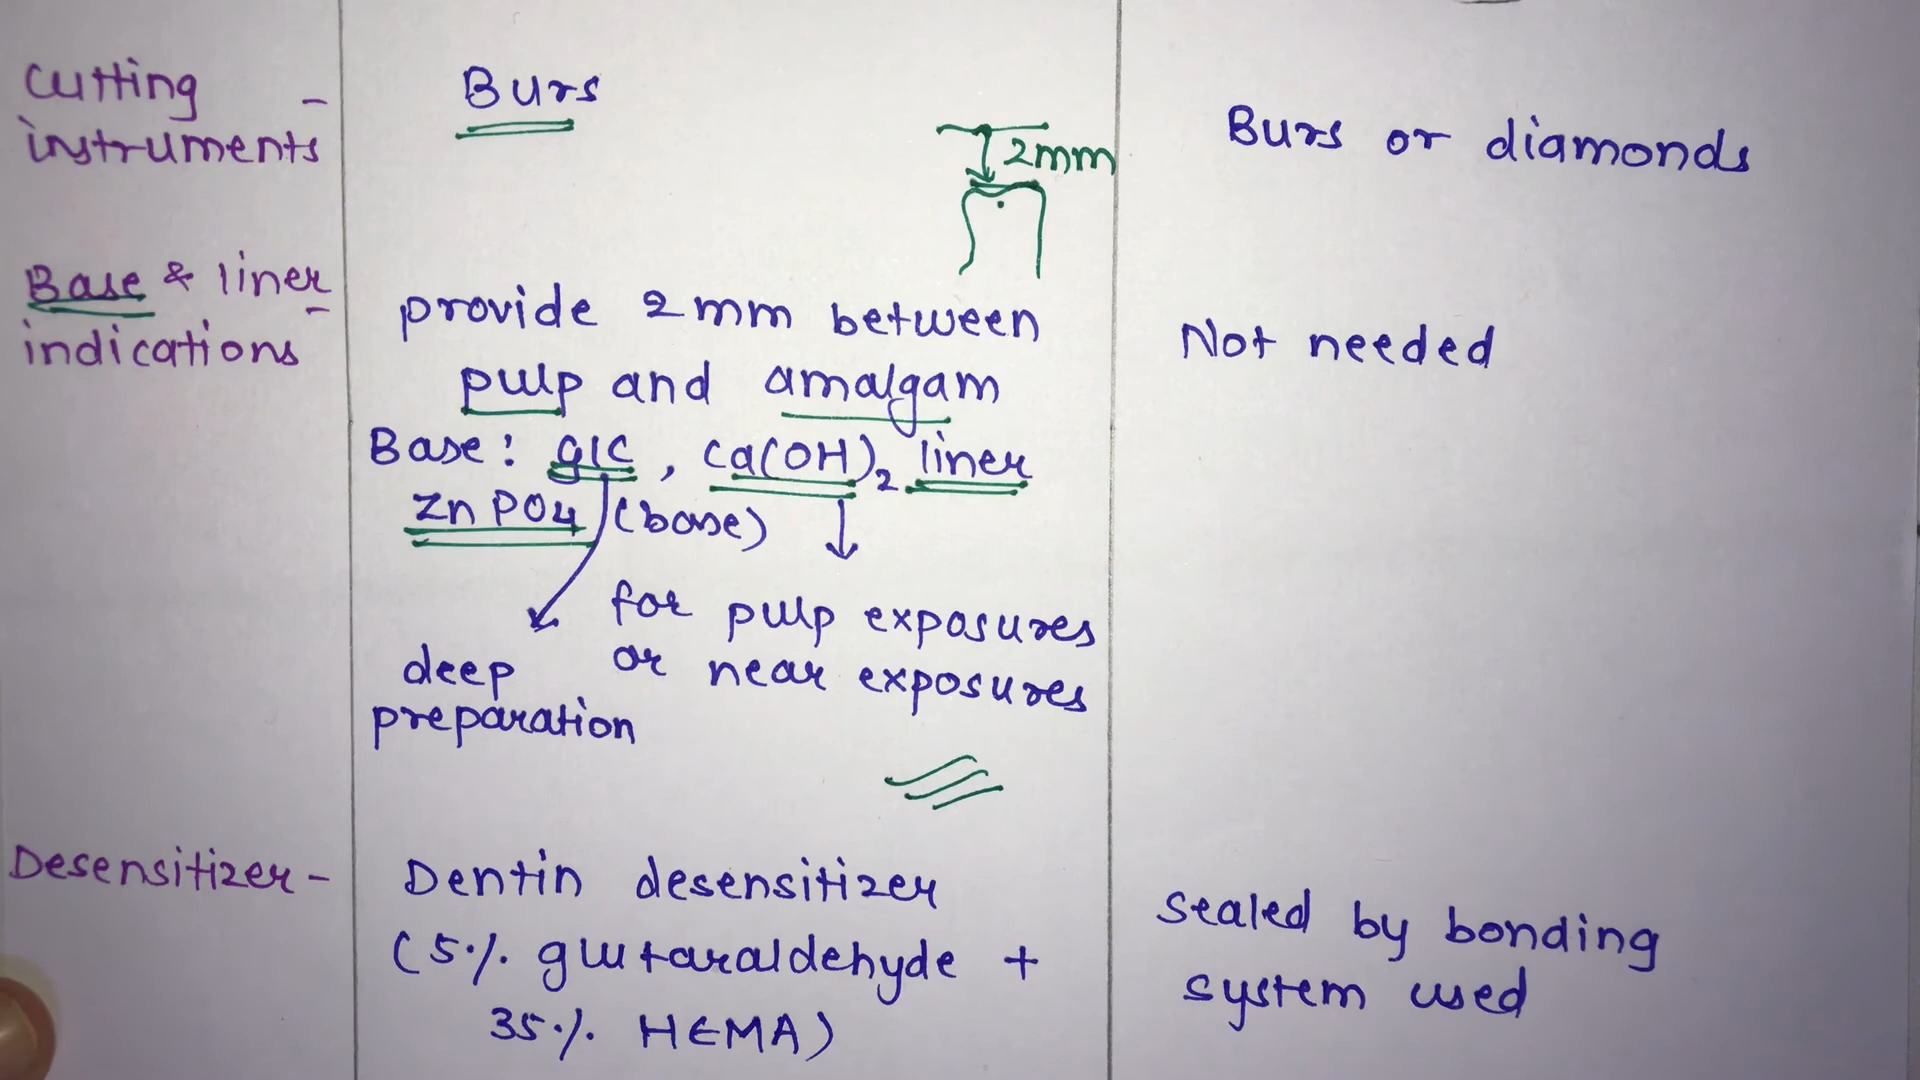 Cutting - instruments
Burs
2mm
Burs or diamonds
Base & liner - indications
provide 2mm between
pulp and amalgam
Base: GIC, Ca(OH)2 liner
ZnPO4 (base)
for pulp exposures
or near exposures
deep
preparation
Not needed
Desensitizer -
Dentin desensitizer
(5% glutaraldehyde +
35% HEMA)
sealed by bonding
system used